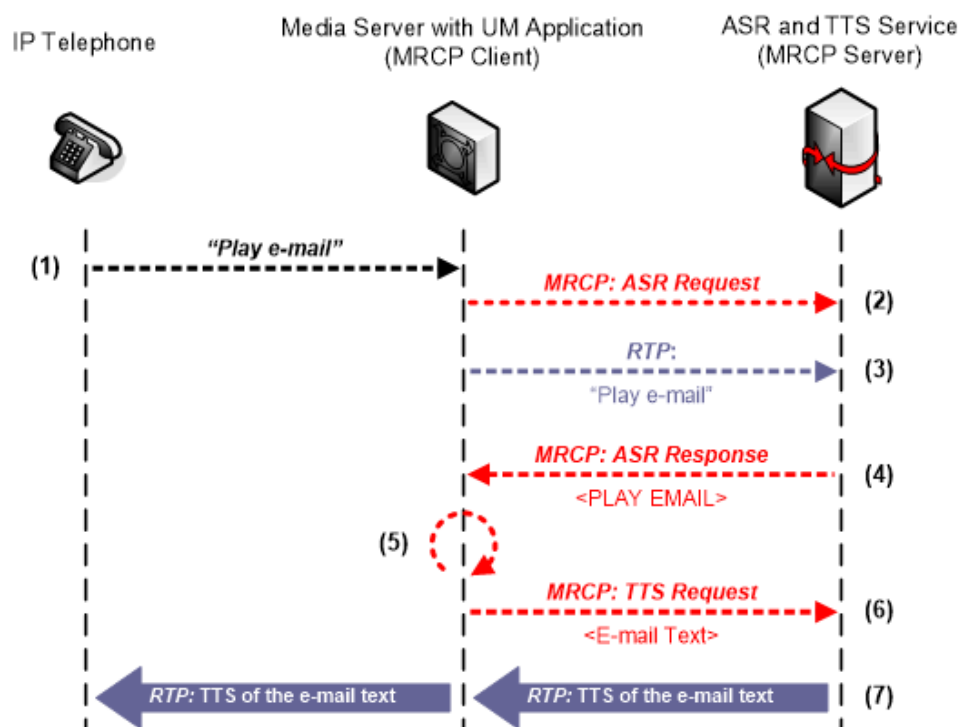 IP Telephone
Media Server with UM Application
(MRCP Client)
ASR and TTS Service
(MRCP Server)
(1)
“Play e-mail”
MRCP: ASR Request
(2)
RTP:
(3)
“Play e-mail”
MRCP: ASR Response
(4)
<PLAY EMAIL>
(5)
MRCP: TTS Request
(6)
<E-mail Text>
RTP: TTS of the e-mail text
RTP: TTS of the e-mail text
(7)